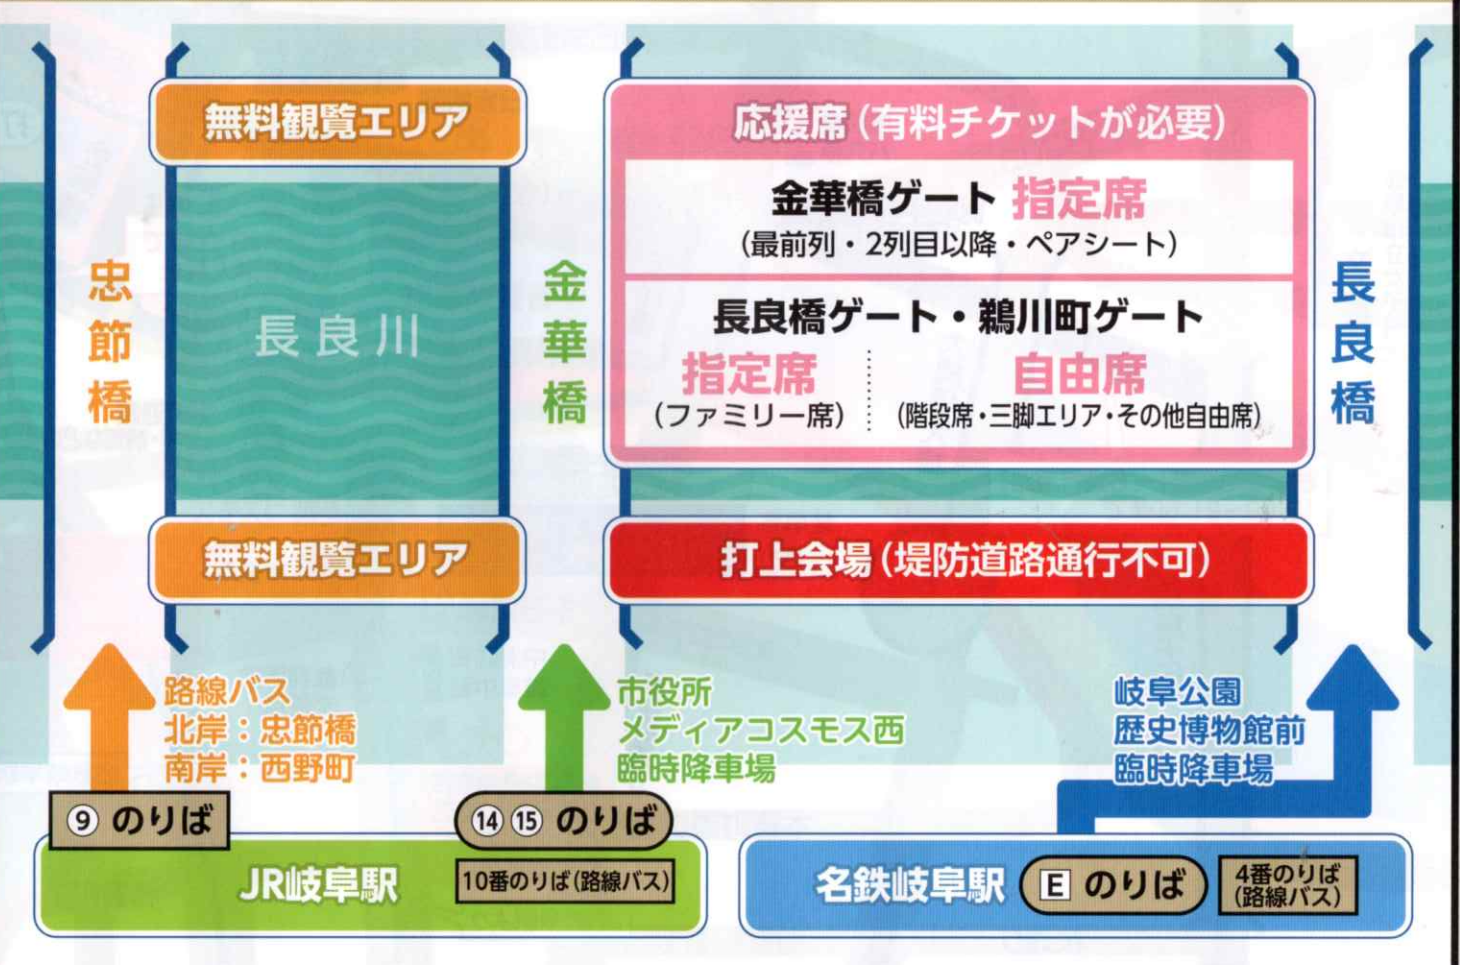 無料観覧エリア
応援席(有料チケットが必要)
金華橋ゲート 指定席
(最前列・2列目以降・ペアシート)
長良橋ゲート・鵜川町ゲート
指定席
(ファミリー席)
自由席
(階段席・三脚エリア・その他自由席)
忠節橋
長良川
金華橋
長良橋
無料観覧エリア
打上会場(堤防道路通行不可)
路線バス
北岸:忠節橋
南岸:西野町
市役所
メディアコスモス西
臨時降車場
岐阜公園
歴史博物館前
臨時降車場
⑨ のりば
⑭⑮ のりば
JR岐阜駅
10番のりば(路線バス)
名鉄岐阜駅
E のりば
4番のりば
(路線バス)